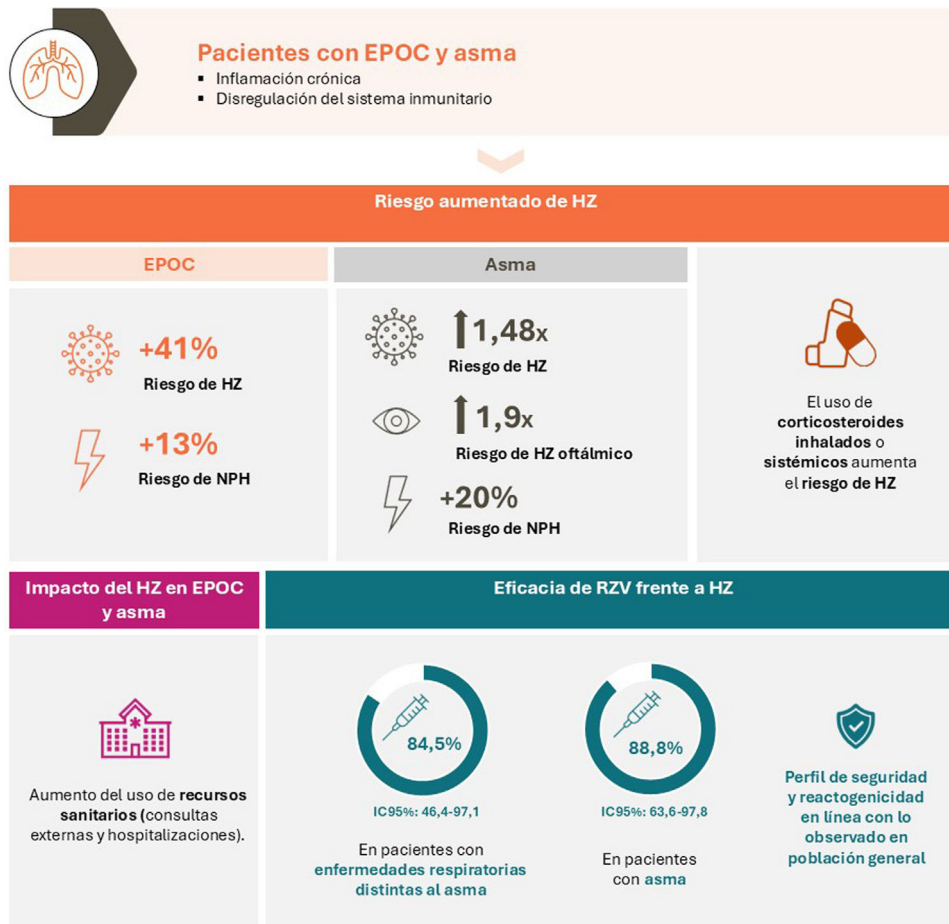 Pacientes con EPOC y asma
▪ Inflamación crónica
▪ Disregulación del sistema inmunitario
Riesgo aumentado de HZ
EPOC
+41%
Riesgo de HZ
+13%
Riesgo de NPH
Asma
1,48x
Riesgo de HZ
1,9x
Riesgo de HZ oftálmico
+20%
Riesgo de NPH
El uso de
corticosteroides
inhalados o
sistémicos aumenta
el riesgo de HZ
Impacto del HZ en EPOC
y asma
Aumento del uso de recursos
sanitarios (consultas
externas y hospitalizaciones).
Eficacia de RZV frente a HZ
84,5%
IC95%: 46,4-97,1
En pacientes con
enfermedades respiratorias
distintas al asma
88,8%
IC95%: 63,6-97,8
En pacientes
con asma
Perfil de seguridad
y reactogenicidad
en línea con lo
observado en
población general